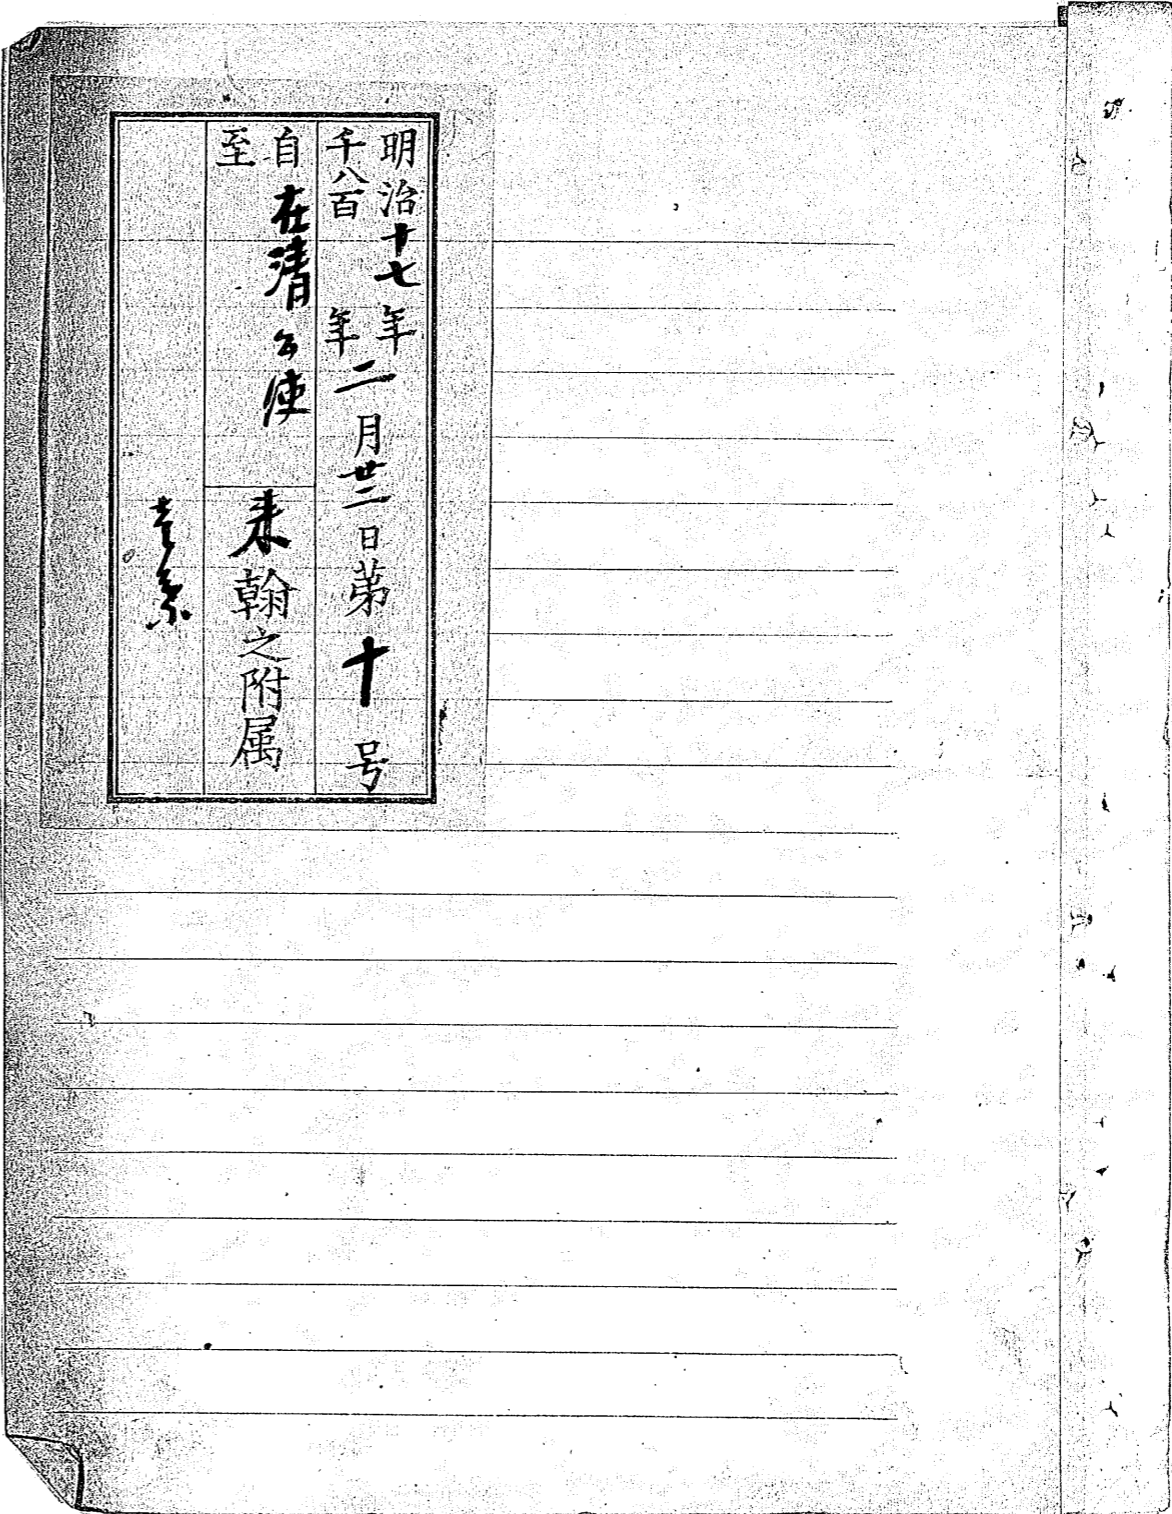 明治十七年
千八百 年
二月廿三日第十号
自 在清公使
至
来翰之附属